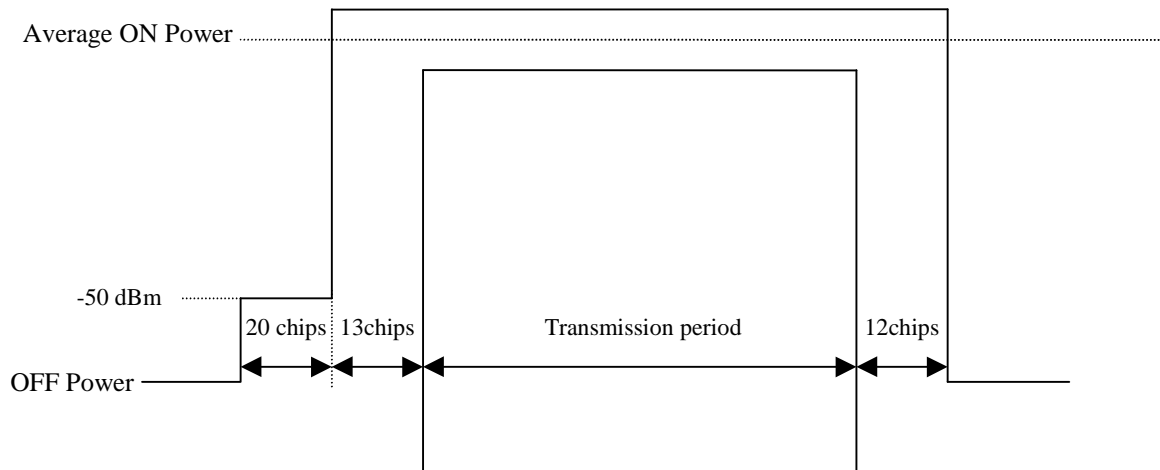 Average ON Power
-50 dBm
20 chips 13chips Transmission period 12chips
OFF Power